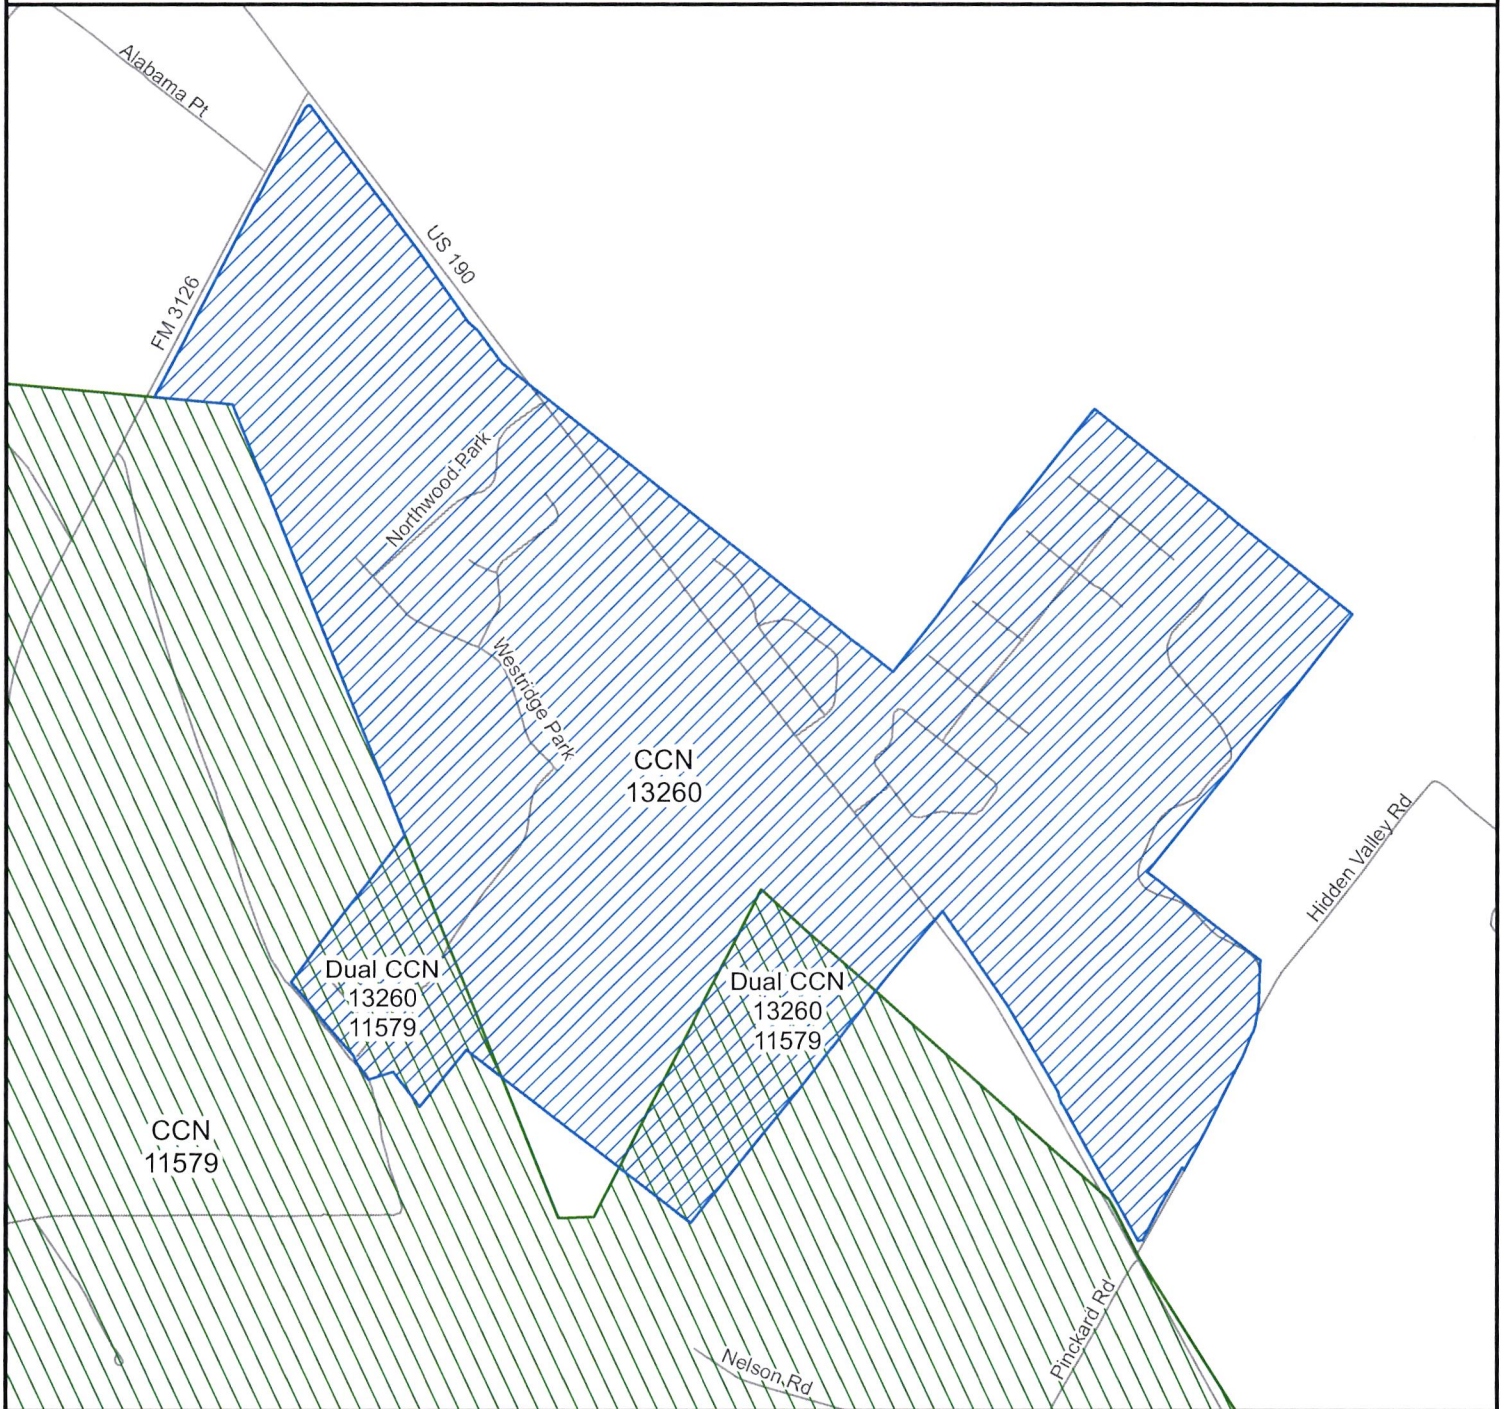 Alabama Pt
US 190
FM 3126
Northwood Park
Westridge Park
CCN
13260
Hidden Valley Rd
Dual CCN
13260
11579
Dual CCN
13260
11579
CCN
11579
Pinckard Rd
Nelson Rd